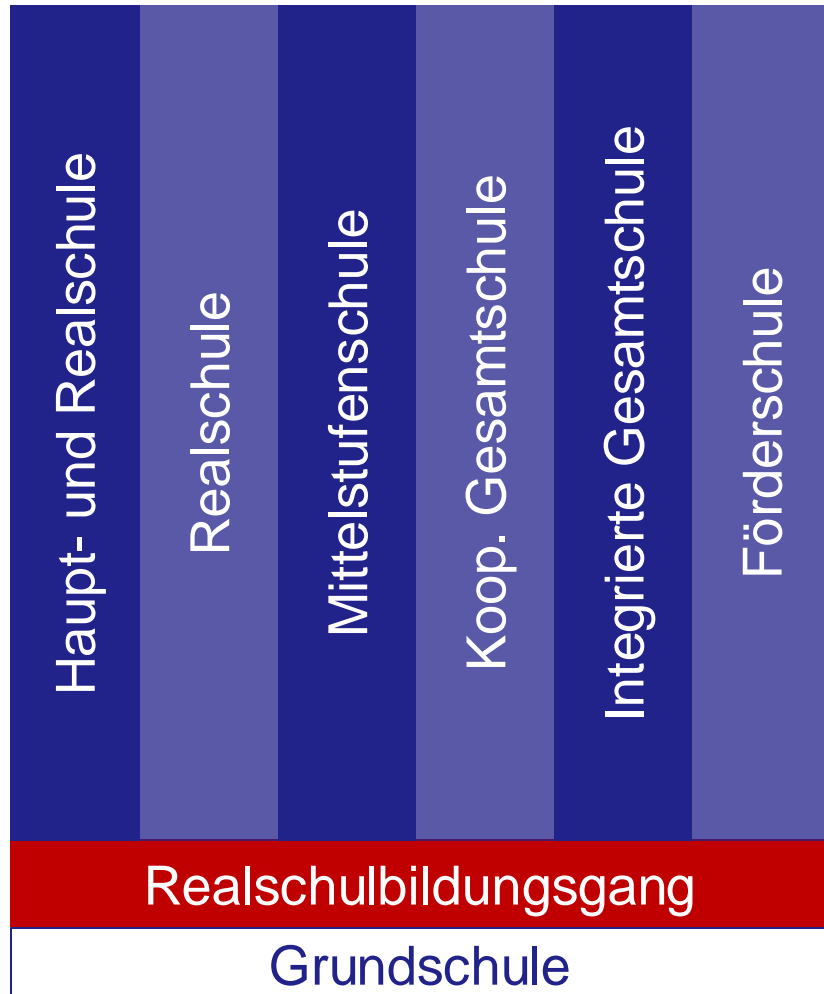 Haupt- und Realschule
Realschule
Mittelstufenschule
Koop. Gesamtschule
Integrierte Gesamtschule
Förderschule
Realschulbildungsgang
Grundschule